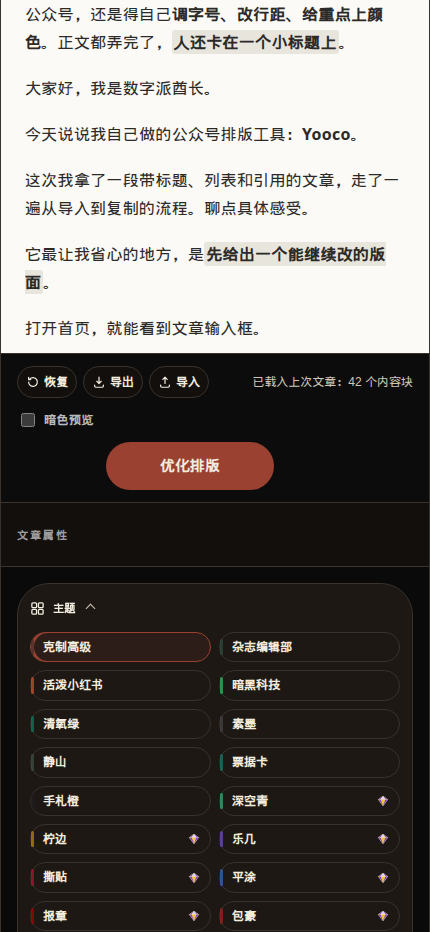 公众号，还是得自己调字号、改行距、给重点上颜
色。正文都弄完了，人还卡在一个小标题上。
大家好，我是数字派酋长。
今天说说我自己做的公众号排版工具：Yooco。
这次我拿了一段带标题、列表和引用的文章，走了一
遍从导入到复制的流程。聊点具体感受。
它最让我省心的地方，是先给出一个能继续改的版
面。
打开首页，就能看到文章输入框。
恢复 导出 导入 已载入上次文章：42 个内容块
暗色预览
优化排版
文章属性
主题
克制高级 杂志编辑部
活泼小红书 暗黑科技
清氧绿 素墨
静山 票据卡
手札橙 深空青
柠边 乐几
撕贴 平涂
报章 包豪